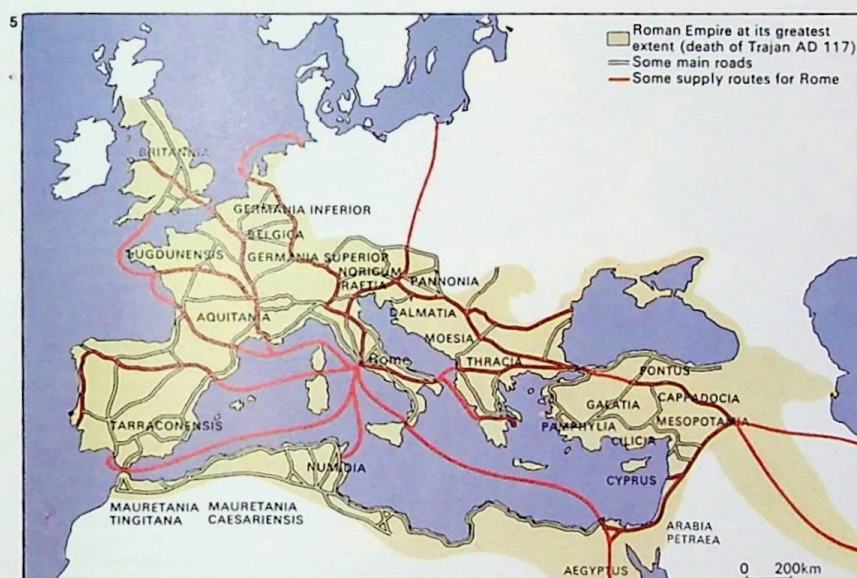 5
Roman Empire at its greatest
extent (death of Trajan AD 117)
Some main roads
Some supply routes for Rome
BRITANNIA
GERMANIA INFERIOR
BELGICA
LUGDUNENSIS
GERMANIA SUPERIOR
NORICUM
RAETIA
PANNONIA
AQUITANIA
DALMATIA
MOESIA
Rome
THRACIA
PONTUS
CAPPADOCIA
GALATIA
TARRACONENSIS
PAMPHYLIA
MESOPOTAMIA
CILICIA
NUMIDIA
CYPRUS
MAURETANIA
TINGITANA
MAURETANIA
CAESARIENSIS
ARABIA
PETRAEA
AEGYPTUS
0 200km